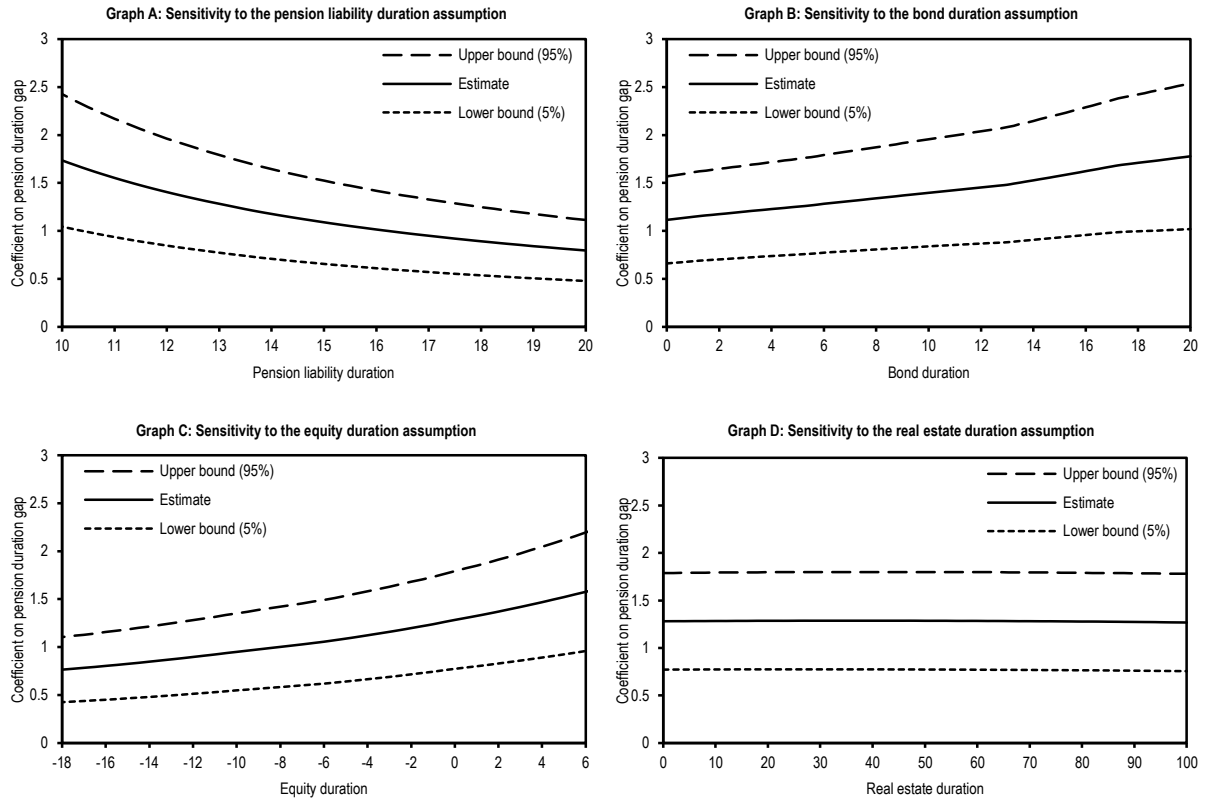 Graph A: Sensitivity to the pension liability duration assumption
Coefficient on pension duration gap
3
2.5
2
1.5
1
0.5
0
Upper bound (95%)
Estimate
Lower bound (5%)
10 11 12 13 14 15 16 17 18 19 20
Pension liability duration
Graph B: Sensitivity to the bond duration assumption
Coefficient on pension duration gap
3
2.5
2
1.5
1
0.5
0
Upper bound (95%)
Estimate
Lower bound (5%)
0 2 4 6 8 10 12 14 16 18 20
Bond duration
Graph C: Sensitivity to the equity duration assumption
Coefficient on pension duration gap
3
2.5
2
1.5
1
0.5
0
Upper bound (95%)
Estimate
Lower bound (5%)
-18 -16 -14 -12 -10 -8 -6 -4 -2 0 2 4 6
Equity duration
Graph D: Sensitivity to the real estate duration assumption
Coefficient on pension duration gap
3
2.5
2
1.5
1
0.5
0
Upper bound (95%)
Estimate
Lower bound (5%)
0 10 20 30 40 50 60 70 80 90 100
Real estate duration